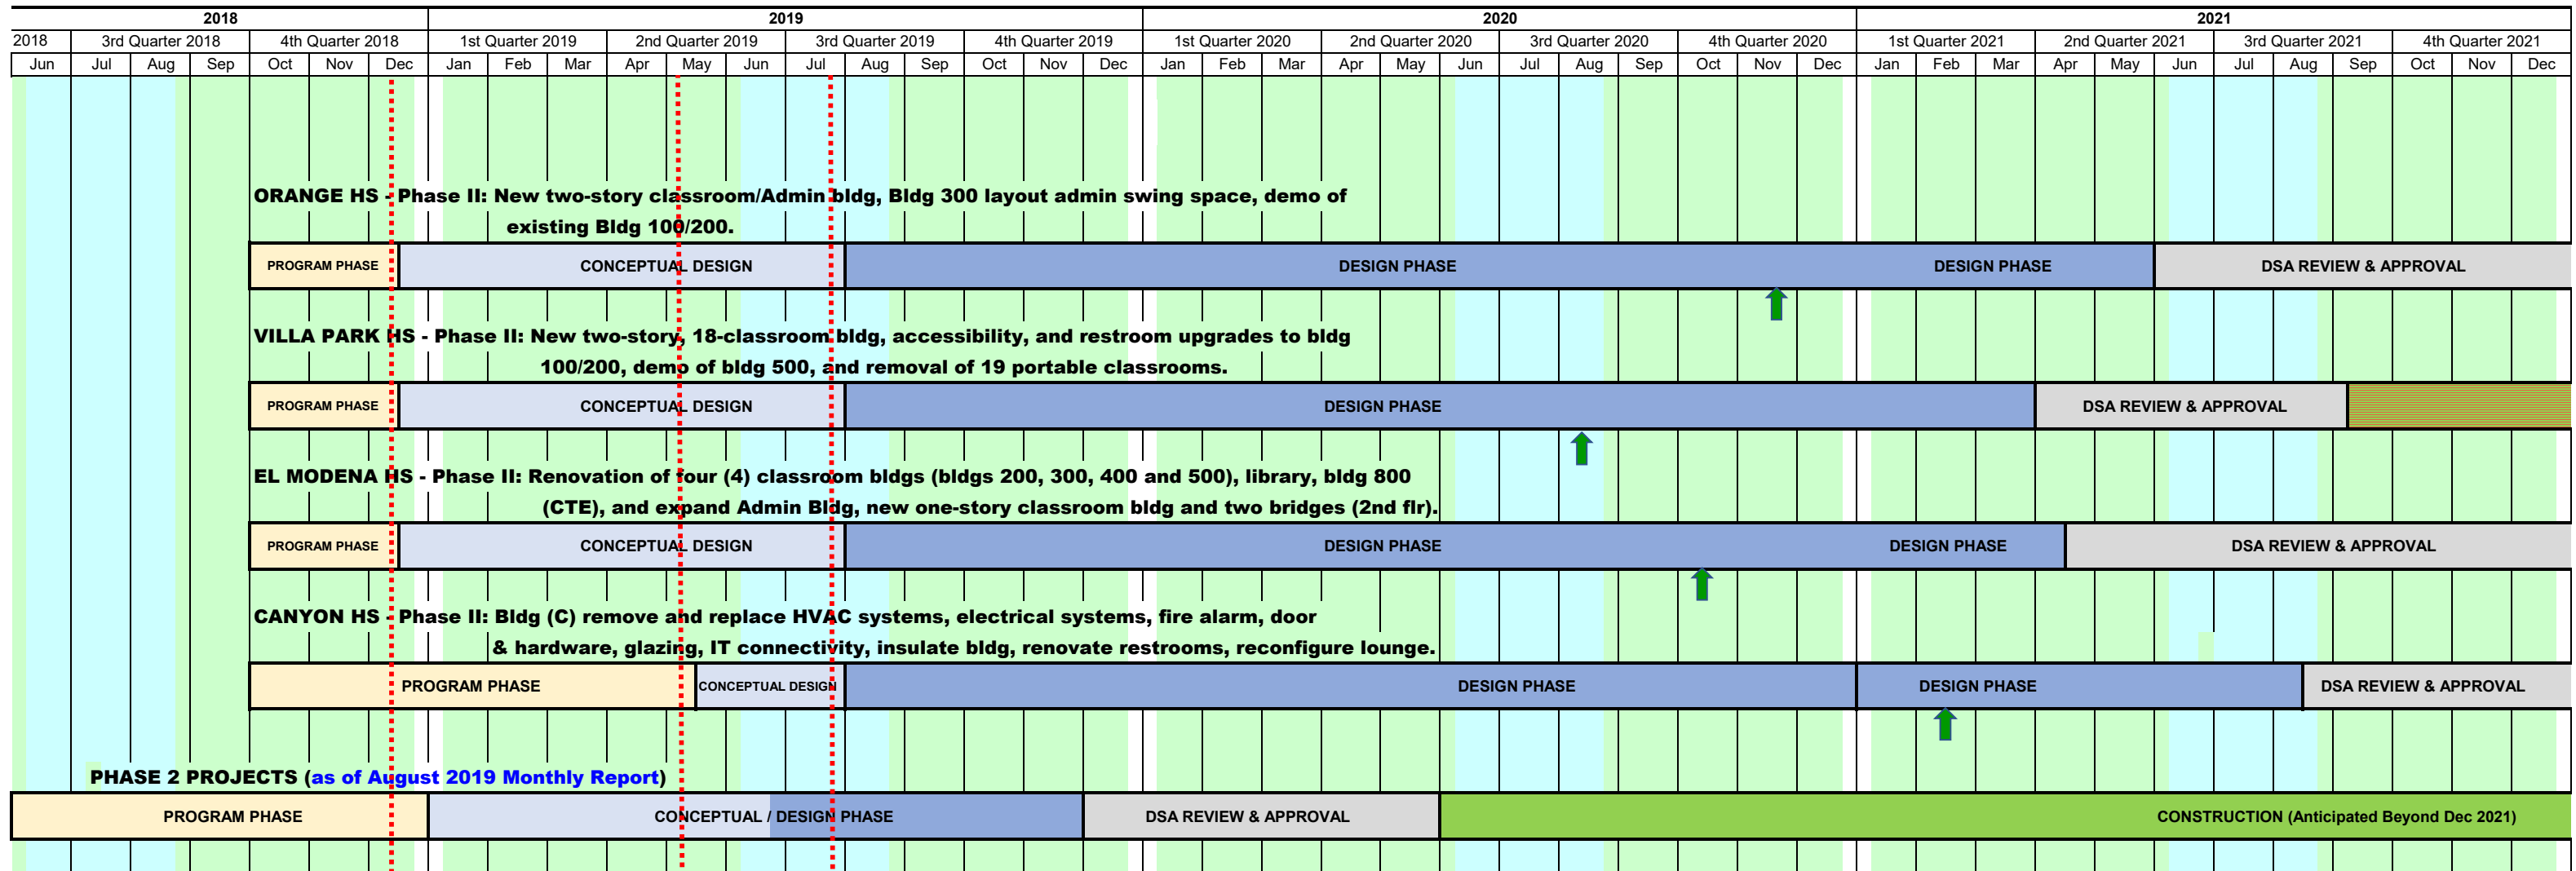 2018 2019 2020 2021
2018 3rd Quarter 2018 4th Quarter 2018 1st Quarter 2019 2nd Quarter 2019 3rd Quarter 2019 4th Quarter 2019 1st Quarter 2020 2nd Quarter 2020 3rd Quarter 2020 4th Quarter 2020 1st Quarter 2021 2nd Quarter 2021 3rd Quarter 2021 4th Quarter 2021
Jun Jul Aug Sep Oct Nov Dec Jan Feb Mar Apr May Jun Jul Aug Sep Oct Nov Dec Jan Feb Mar Apr May Jun Jul Aug Sep Oct Nov Dec Jan Feb Mar Apr May Jun Jul Aug Sep Oct Nov Dec
ORANGE HS - Phase II: New two-story classroom/Admin bldg, Bldg 300 layout admin swing space, demo of
existing Bldg 100/200.
PROGRAM PHASE CONCEPTUAL DESIGN DESIGN PHASE DESIGN PHASE DSA REVIEW & APPROVAL
VILLA PARK HS - Phase II: New two-story, 18-classroom bldg, accessibility, and restroom upgrades to bldg
100/200, demo of bldg 500, and removal of 19 portable classrooms.
PROGRAM PHASE CONCEPTUAL DESIGN DESIGN PHASE DSA REVIEW & APPROVAL
EL MODENA HS - Phase II: Renovation of four (4) classroom bldgs (bldgs 200, 300, 400 and 500), library, bldg 800
(CTE), and expand Admin Bldg, new one-story classroom bldg and two bridges (2nd flr).
PROGRAM PHASE CONCEPTUAL DESIGN DESIGN PHASE DESIGN PHASE DSA REVIEW & APPROVAL
CANYON HS - Phase II: Bldg (C) remove and replace HVAC systems, electrical systems, fire alarm, door
& hardware, glazing, IT connectivity, insulate bldg, renovate restrooms, reconfigure lounge.
PROGRAM PHASE CONCEPTUAL DESIGN DESIGN PHASE DESIGN PHASE DSA REVIEW & APPROVAL
PHASE 2 PROJECTS (as of August 2019 Monthly Report)
PROGRAM PHASE CONCEPTUAL / DESIGN PHASE DSA REVIEW & APPROVAL CONSTRUCTION (Anticipated Beyond Dec 2021)